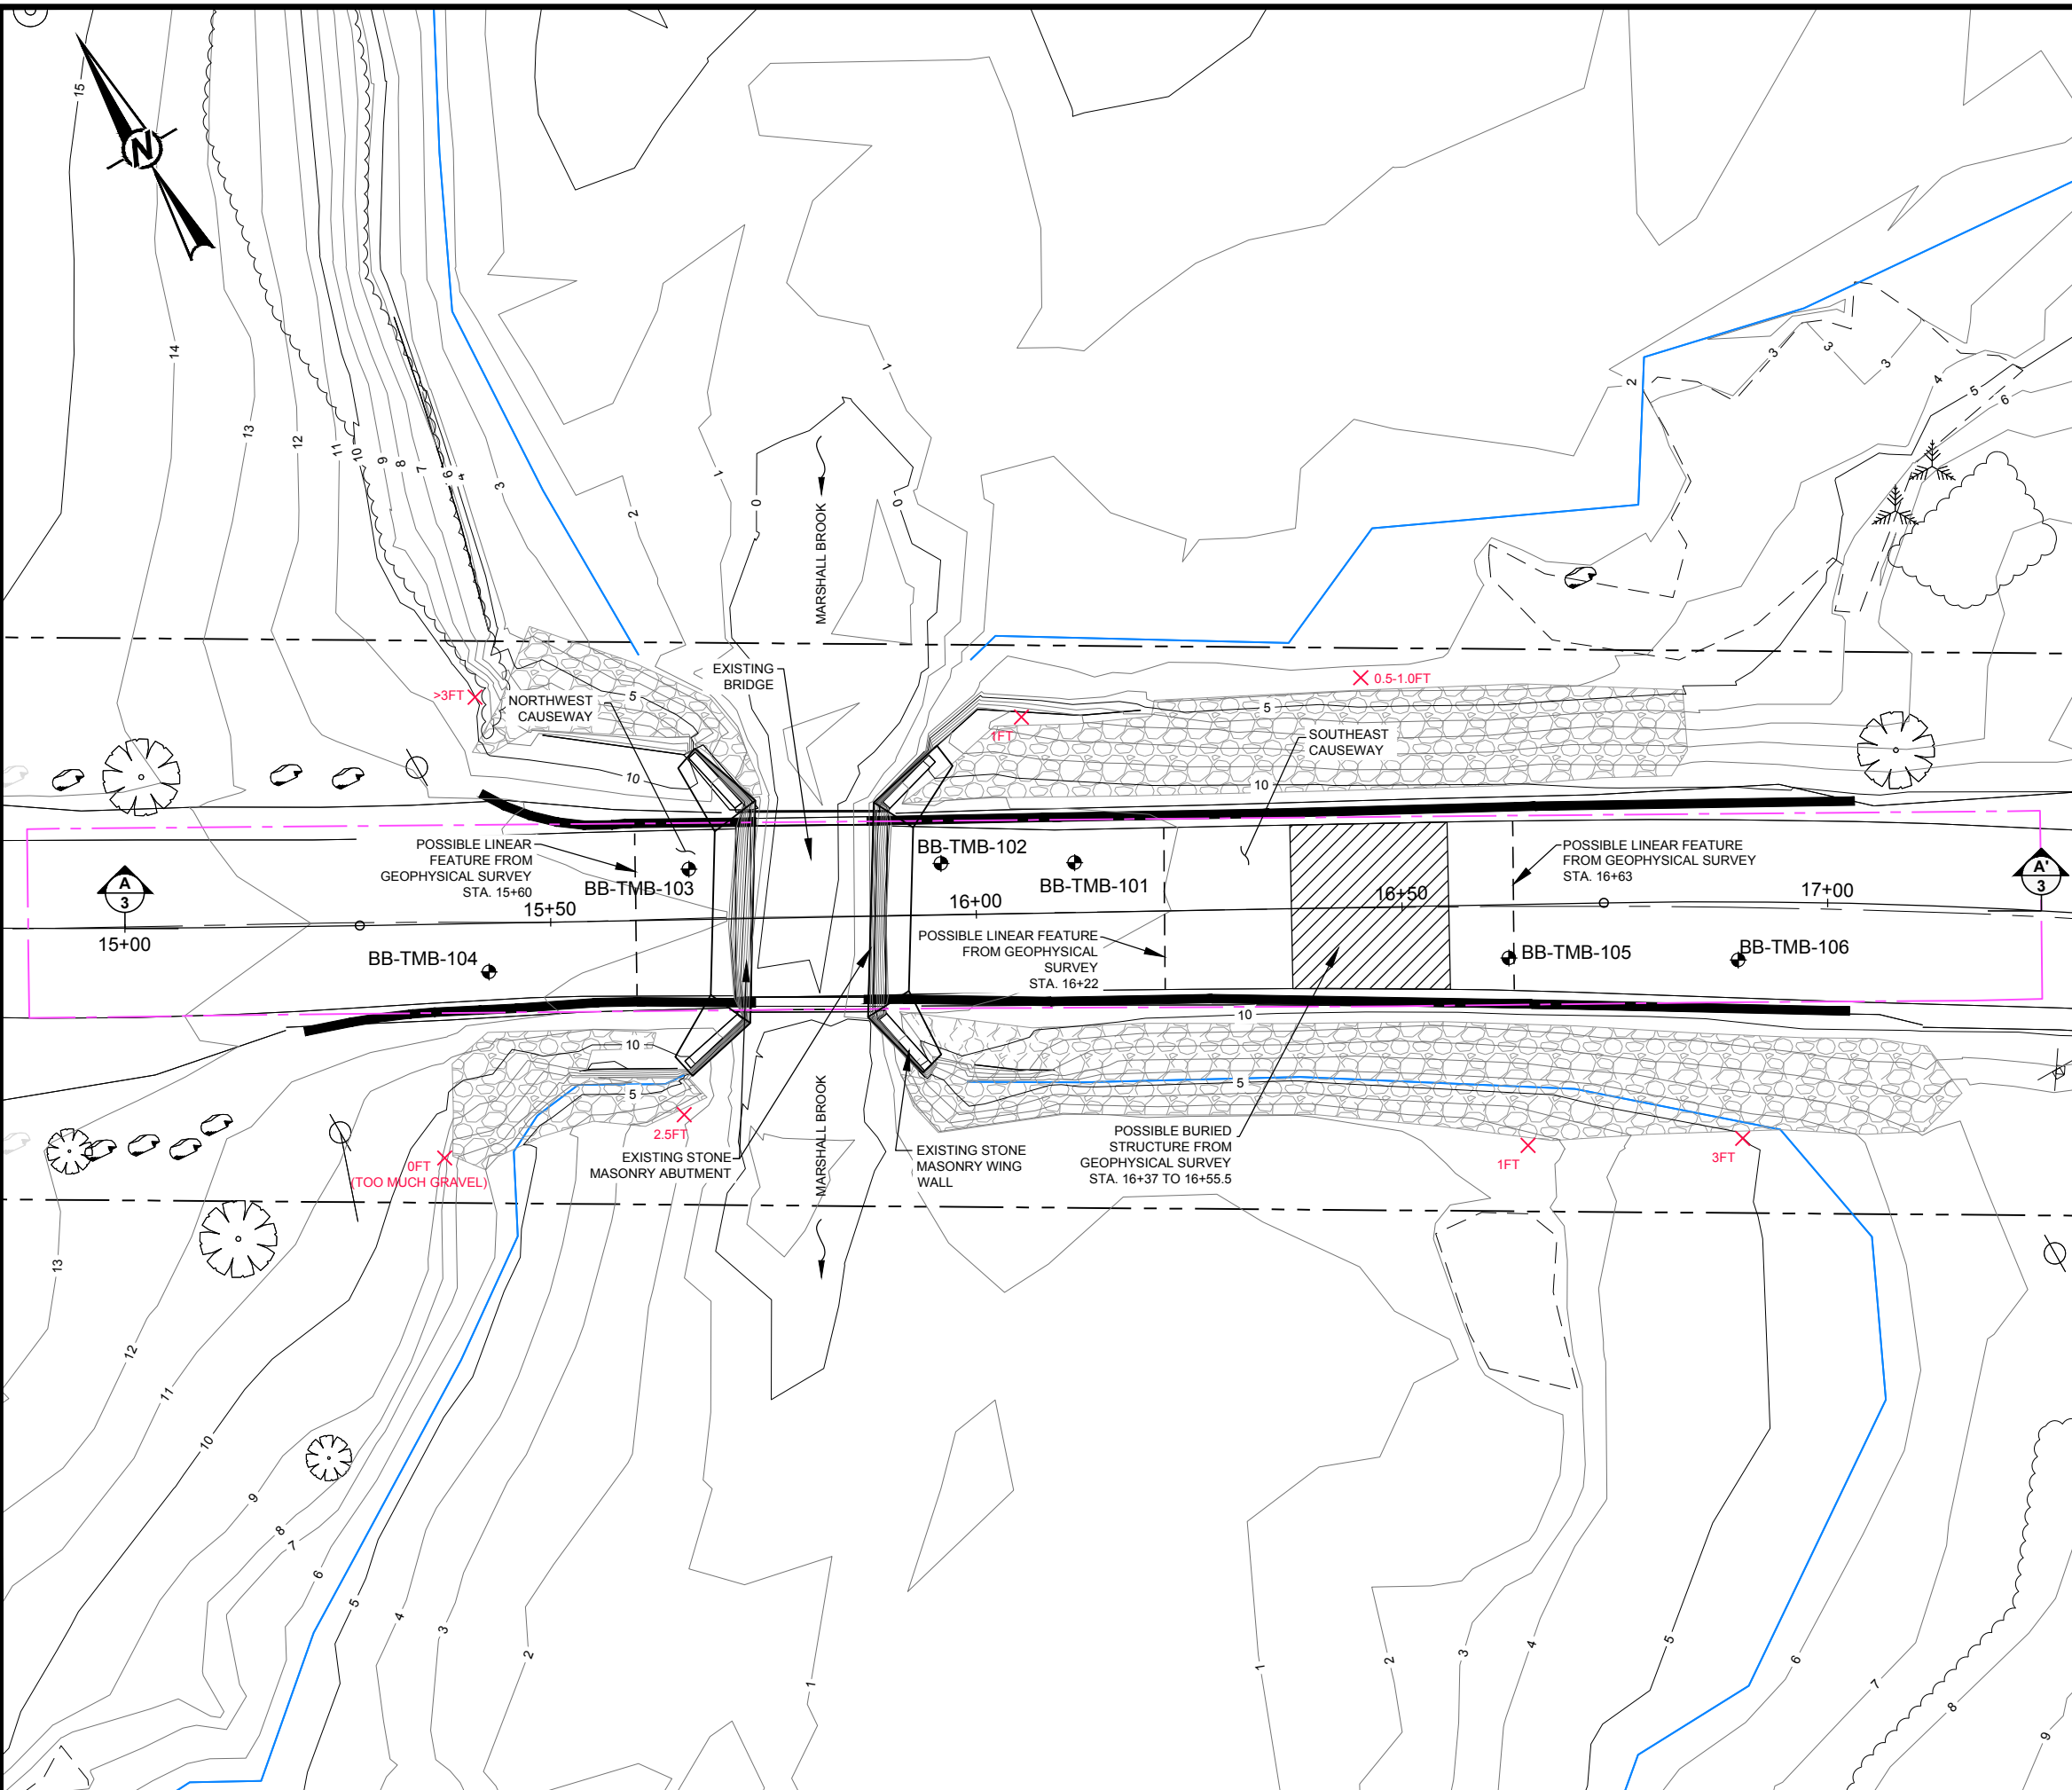 15
N
14
13
12
11
10
9
8
7
6
4
3
2
1
0
MARSHALL BROOK
0
1
2
3
3
3
4
5
6
>3FT
NORTHWEST
CAUSEWAY
5
EXISTING
BRIDGE
10
1FT
0.5-1.0FT
5
SOUTHEAST
CAUSEWAY
10
POSSIBLE LINEAR
FEATURE FROM
GEOPHYSICAL SURVEY
STA. 15+60
BB-TMB-103
BB-TMB-102
BB-TMB-101
POSSIBLE LINEAR FEATURE
FROM GEOPHYSICAL SURVEY
STA. 16+63
A
3
A'
3
15+00
15+50
16+00
16+50
17+00
BB-TMB-104
POSSIBLE LINEAR FEATURE
FROM GEOPHYSICAL
SURVEY
STA. 16+22
BB-TMB-105
BB-TMB-106
10
10
5
5
2.5FT
0FT
(TOO MUCH GRAVEL)
EXISTING STONE
MASONRY ABUTMENT
MARSHALL BROOK
EXISTING STONE
MASONRY WING
WALL
POSSIBLE BURIED
STRUCTURE FROM
GEOPHYSICAL SURVEY
STA. 16+37 TO 16+55.5
1FT
3FT
13
12
11
10
9
8
7
6
5
4
3
2
1
1
2
3
4
5
6
7
8
9